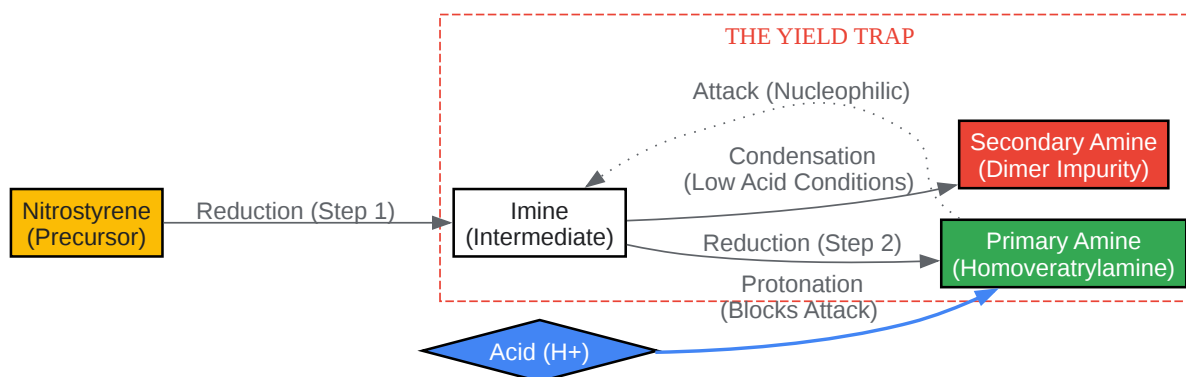 THE YIELD TRAP
Attack (Nucleophilic)
Secondary Amine
(Dimer Impurity)
Condensation
(Low Acid Conditions)
Nitrostyrene
(Precursor)
Reduction (Step 1)
Imine
(Intermediate)
Reduction (Step 2)
Primary Amine
(Homoveratrylamine)
Protonation
(Blocks Attack)
Acid (H+)